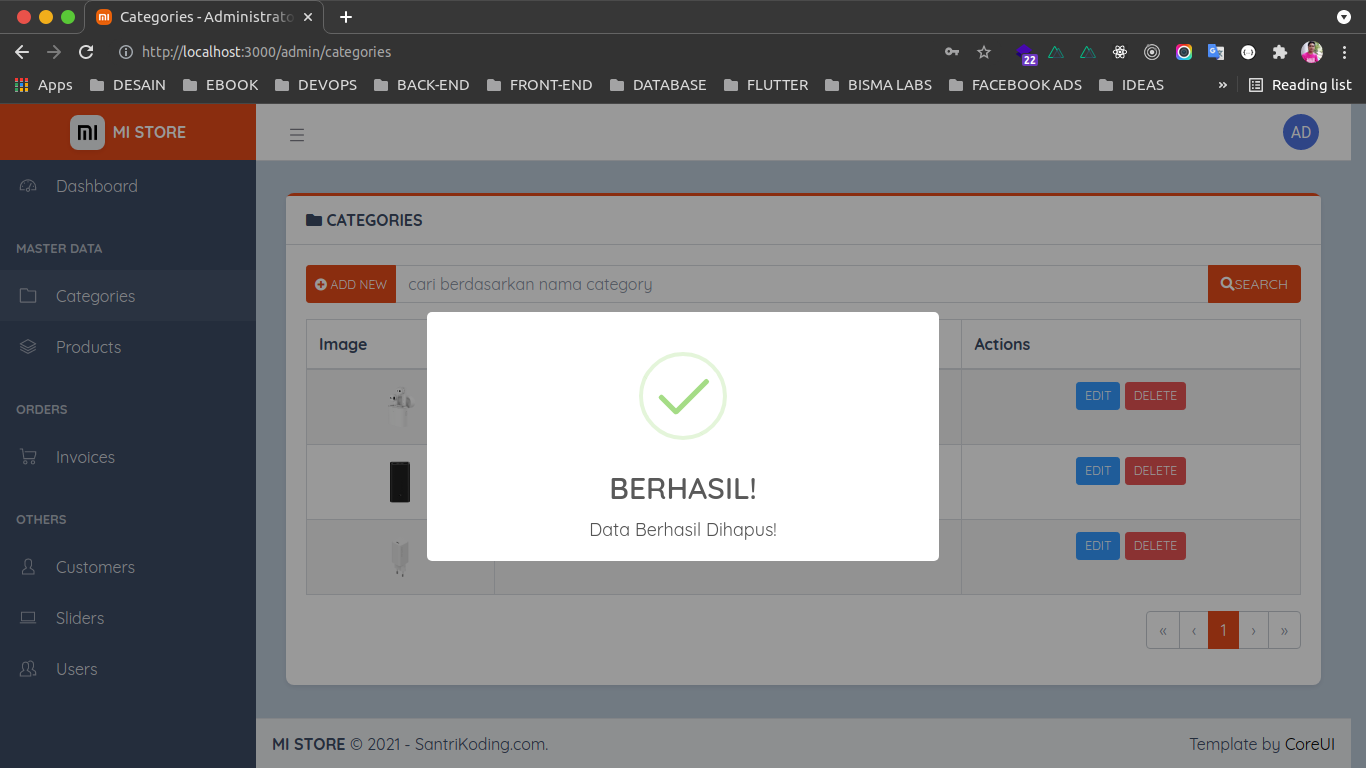 Categories - Administrato
http://localhost:3000/admin/categories
22
Apps DESAIN EBOOK DEVOPS BACK-END FRONT-END DATABASE FLUTTER BISMA LABS FACEBOOK ADS IDEAS » Reading list
MI STORE
AD
Dashboard
MASTER DATA
Categories
Products
ORDERS
Invoices
OTHERS
Customers
Sliders
Users
CATEGORIES
ADD NEW cari berdasarkan nama category SEARCH
Image Actions
EDIT DELETE
EDIT DELETE
EDIT DELETE
BERHASIL!
Data Berhasil Dihapus!
« ‹ 1 › »
MI STORE © 2021 - SantriKoding.com. Template by CoreUI